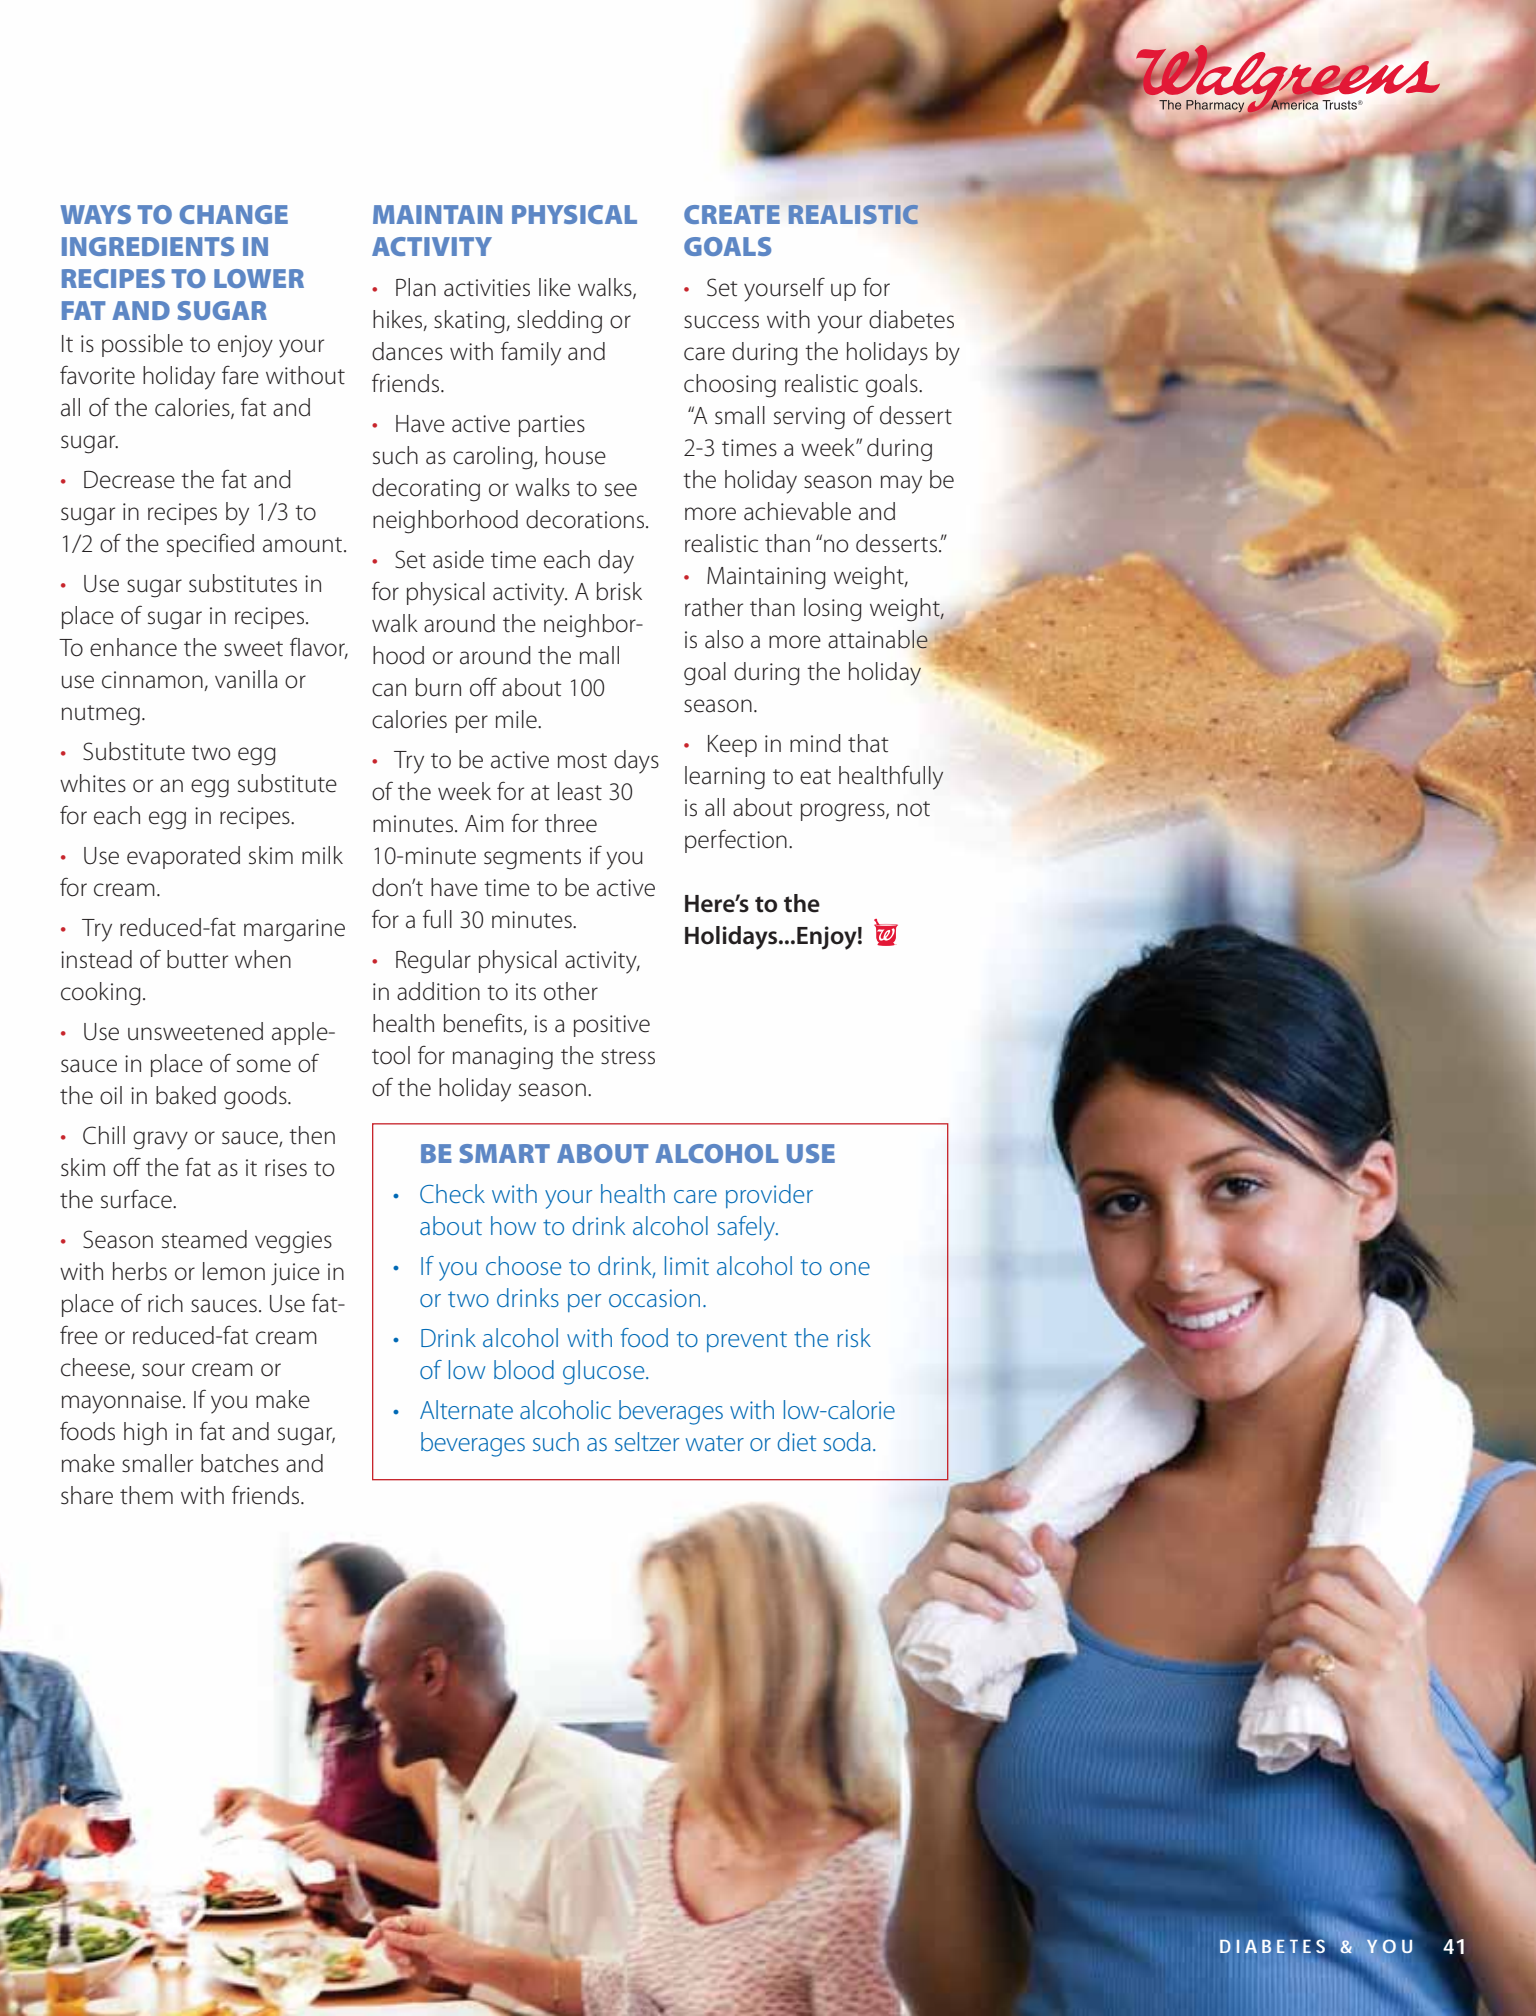 Walgreens
The Pharmacy America Trusts®
WAYS TO CHANGE
INGREDIENTS IN
RECIPES TO LOWER
FAT AND SUGAR
It is possible to enjoy your
favorite holiday fare without
all of the calories, fat and
sugar.
• Decrease the fat and
sugar in recipes by 1/3 to
1/2 of the specified amount.
• Use sugar substitutes in
place of sugar in recipes.
To enhance the sweet flavor,
use cinnamon, vanilla or
nutmeg.
• Substitute two egg
whites or an egg substitute
for each egg in recipes.
• Use evaporated skim milk
for cream.
• Try reduced-fat margarine
instead of butter when
cooking.
• Use unsweetened apple-
sauce in place of some of
the oil in baked goods.
• Chill gravy or sauce, then
skim off the fat as it rises to
the surface.
• Season steamed veggies
with herbs or lemon juice in
place of rich sauces. Use fat-
free or reduced-fat cream
cheese, sour cream or
mayonnaise. If you make
foods high in fat and sugar,
make smaller batches and
share them with friends.
MAINTAIN PHYSICAL
ACTIVITY
• Plan activities like walks,
hikes, skating, sledding or
dances with family and
friends.
• Have active parties
such as caroling, house
decorating or walks to see
neighborhood decorations.
• Set aside time each day
for physical activity. A brisk
walk around the neighbor-
hood or around the mall
can burn off about 100
calories per mile.
• Try to be active most days
of the week for at least 30
minutes. Aim for three
10-minute segments if you
don’t have time to be active
for a full 30 minutes.
• Regular physical activity,
in addition to its other
health benefits, is a positive
tool for managing the stress
of the holiday season.
CREATE REALISTIC
GOALS
• Set yourself up for
success with your diabetes
care during the holidays by
choosing realistic goals.
“A small serving of dessert
2-3 times a week” during
the holiday season may be
more achievable and
realistic than “no desserts.”
• Maintaining weight,
rather than losing weight,
is also a more attainable
goal during the holiday
season.
• Keep in mind that
learning to eat healthfully
is all about progress, not
perfection.
Here’s to the
Holidays...Enjoy! W
BE SMART ABOUT ALCOHOL USE
• Check with your health care provider
about how to drink alcohol safely.
• If you choose to drink, limit alcohol to one
or two drinks per occasion.
• Drink alcohol with food to prevent the risk
of low blood glucose.
• Alternate alcoholic beverages with low-calorie
beverages such as seltzer water or diet soda.
DIABETES & YOU 41